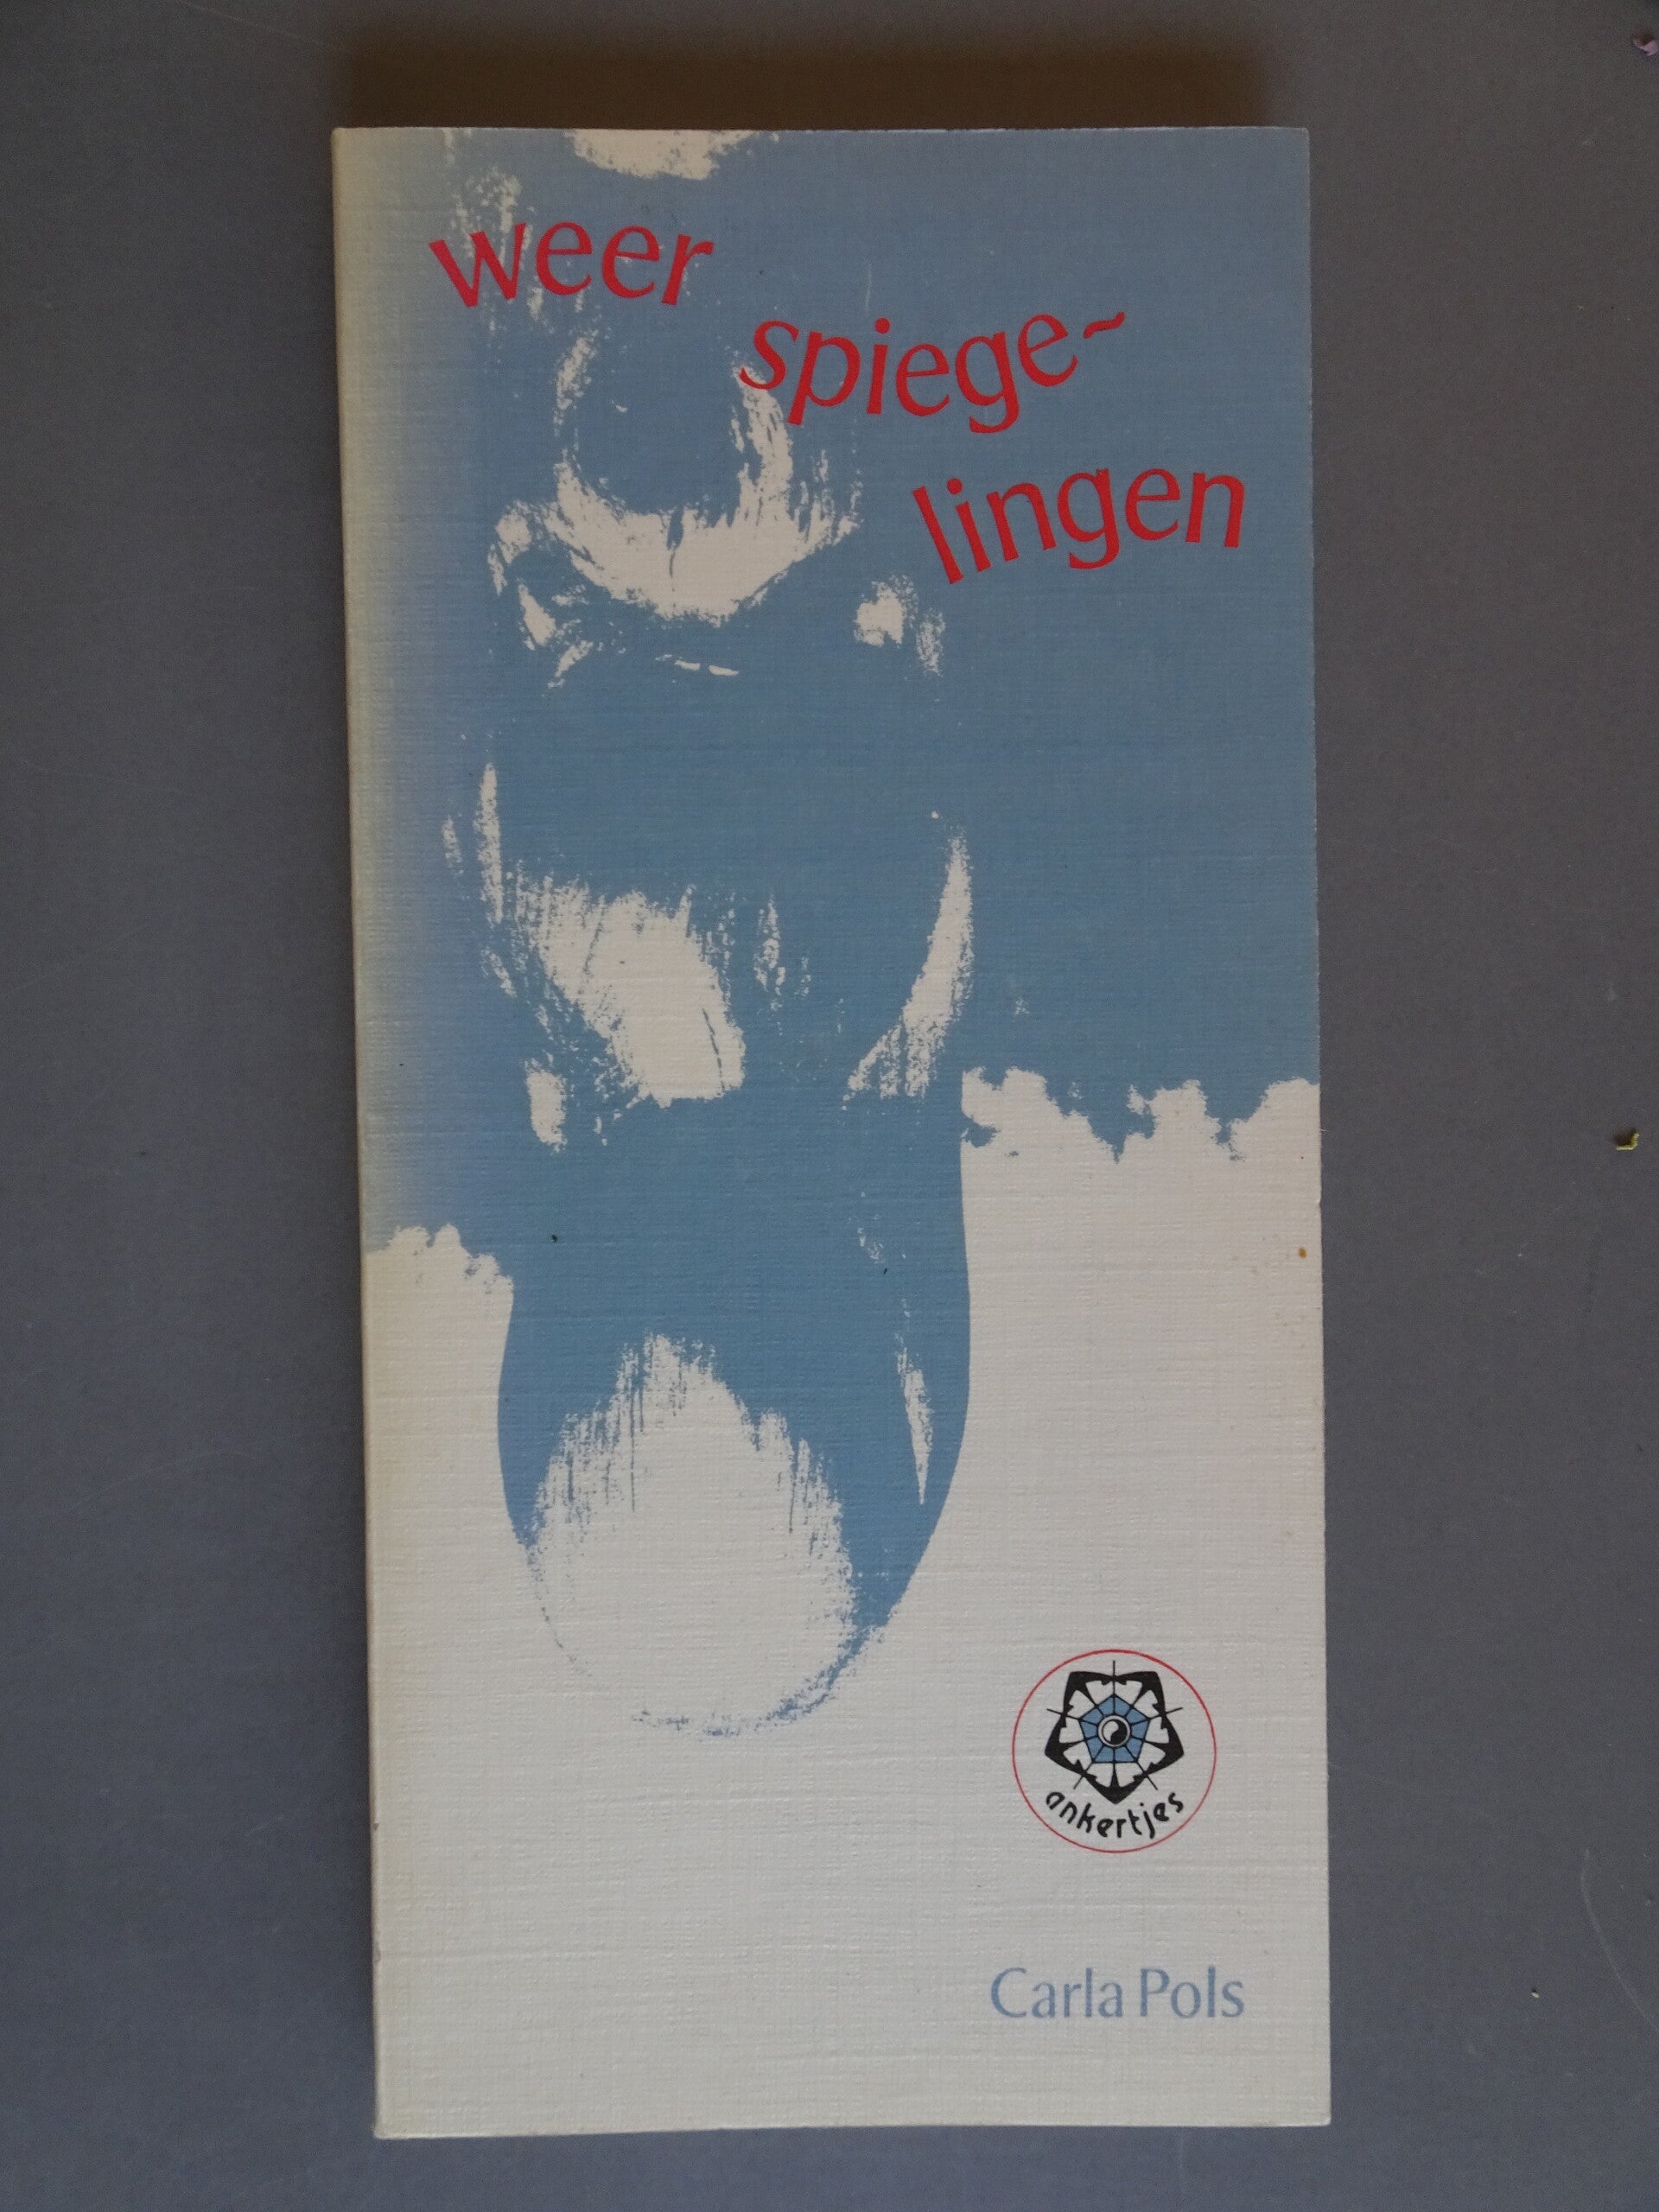 weer
spiege-
lingen
ankertjes
Carla Pols